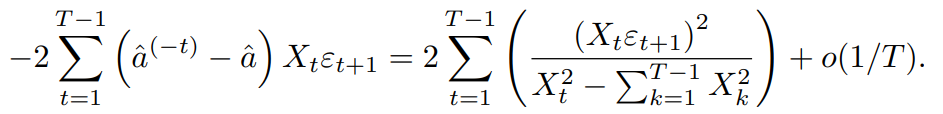 $$-2\sum_{t=1}^{T-1}\left(\hat{a}^{(-t)}-\hat{a}\right)X_t\varepsilon_{t+1}=2\sum_{t=1}^{T-1}\left(\frac{(X_t\varepsilon_{t+1})^2}{X_t^2-\sum_{k=1}^{T-1}X_k^2}\right)+o(1/T).$$